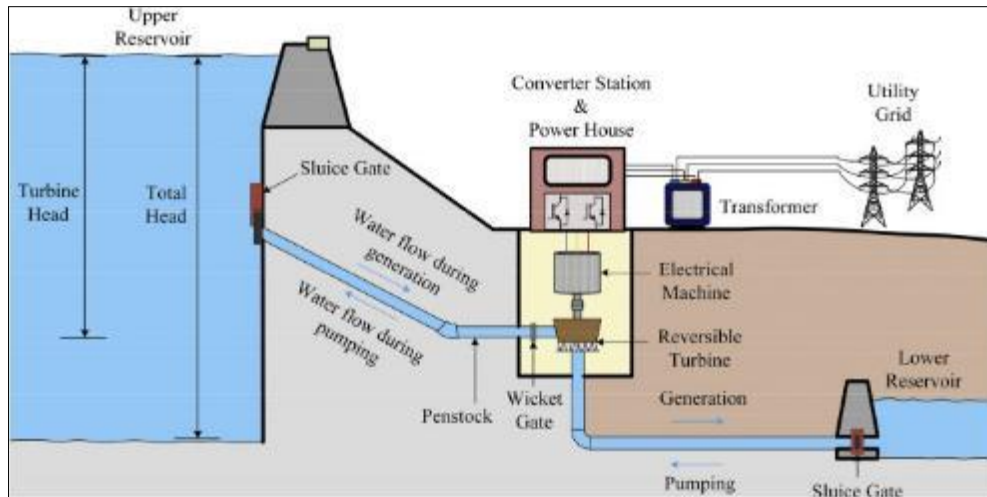 Upper
Reservoir
Converter Station
&
Power House
Utility
Grid
Sluice Gate
Turbine
Head
Total
Head
Transformer
Water flow during
generation
Water flow during
pumping
Electrical
Machine
Reversible
Turbine
Lower
Reservoir
Penstock
Wicket
Gate
Generation
Pumping
Sluice Gate